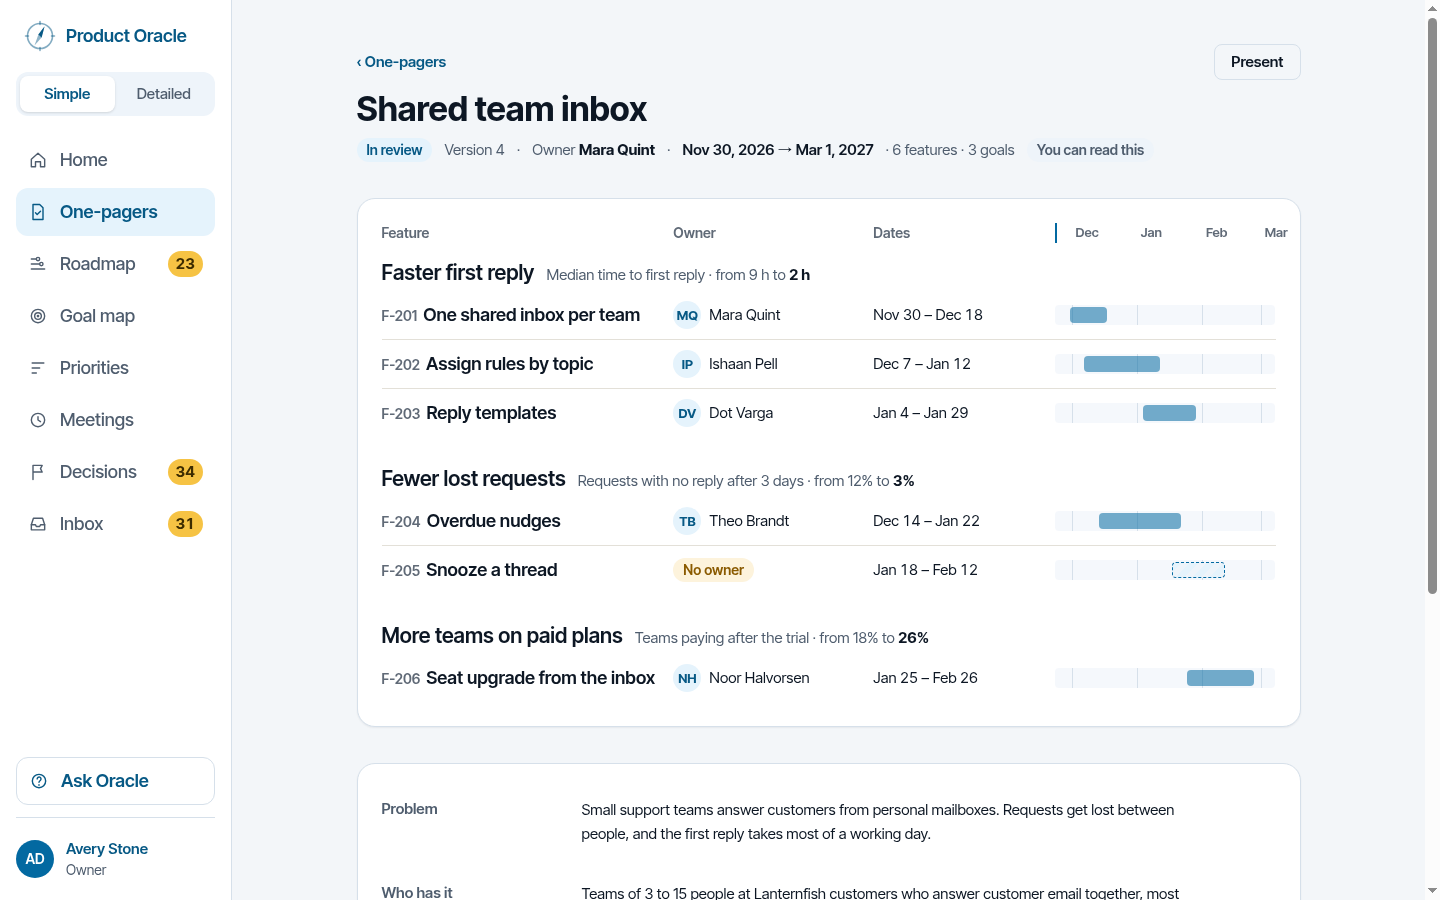 Product Oracle
Simple Detailed
Home
One-pagers
Roadmap 23
Goal map
Priorities
Meetings
Decisions 34
Inbox 31
Ask Oracle
AD Avery Stone
Owner
‹ One-pagers
Present
Shared team inbox
In review Version 4 · Owner Mara Quint · Nov 30, 2026 → Mar 1, 2027 · 6 features · 3 goals You can read this
Feature Owner Dates Dec Jan Feb Mar
Faster first reply Median time to first reply · from 9 h to 2 h
F-201 One shared inbox per team MQ Mara Quint Nov 30 – Dec 18
F-202 Assign rules by topic IP Ishaan Pell Dec 7 – Jan 12
F-203 Reply templates DV Dot Varga Jan 4 – Jan 29
Fewer lost requests Requests with no reply after 3 days · from 12% to 3%
F-204 Overdue nudges TB Theo Brandt Dec 14 – Jan 22
F-205 Snooze a thread No owner Jan 18 – Feb 12
More teams on paid plans Teams paying after the trial · from 18% to 26%
F-206 Seat upgrade from the inbox NH Noor Halvorsen Jan 25 – Feb 26
Problem Small support teams answer customers from personal mailboxes. Requests get lost between
people, and the first reply takes most of a working day.
Who has it Teams of 3 to 15 people at Lanternfish customers who answer customer email together, most